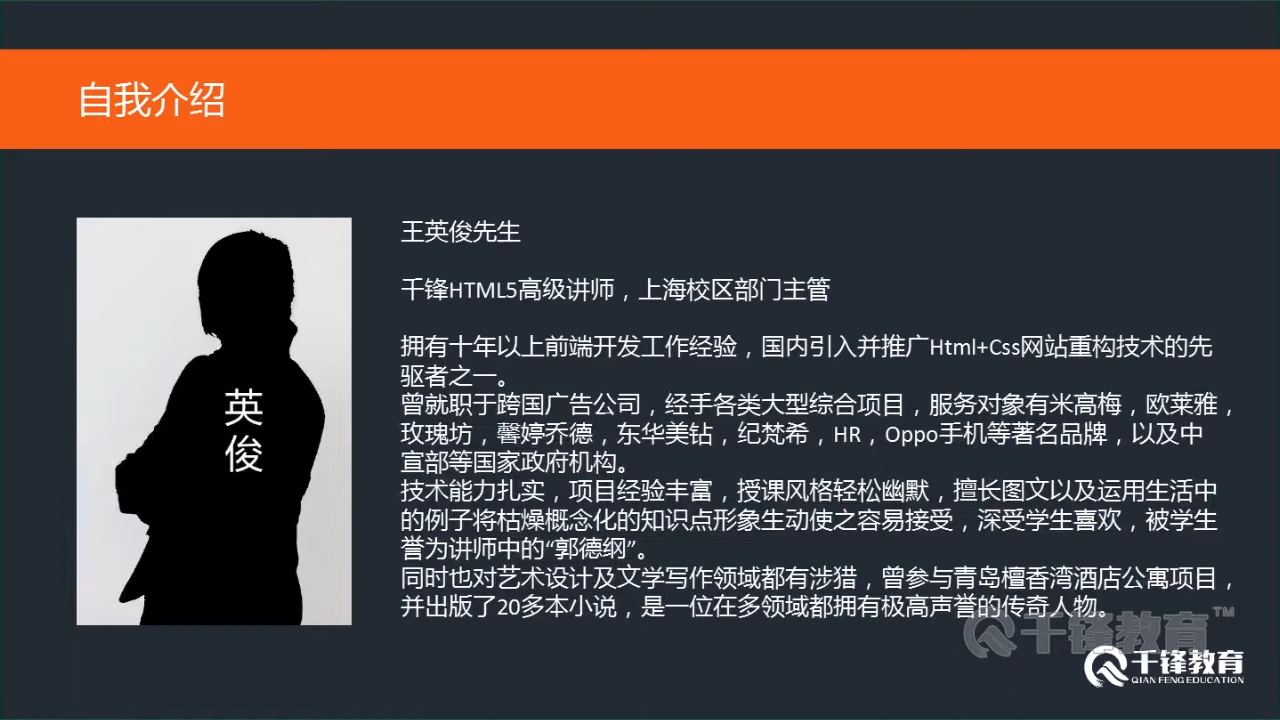 自我介绍
英
俊
王英俊先生
千锋HTML5高级讲师，上海校区部门主管
拥有十年以上前端开发工作经验，国内引入并推广Html+Css网站重构技术的先
驱者之一。
曾就职于跨国广告公司，经手各类大型综合项目，服务对象有米高梅，欧莱雅，
玫瑰坊，馨婷乔德，东华美钻，纪梵希，HR，Oppo手机等著名品牌，以及中
宣部等国家政府机构。
技术能力扎实，项目经验丰富，授课风格轻松幽默，擅长图文以及运用生活中
的例子将枯燥概念化的知识点形象生动使之容易接受，深受学生喜欢，被学生
誉为讲师中的“郭德纲”。
同时也对艺术设计及文学写作领域都有涉猎，曾参与青岛檀香湾酒店公寓项目，
并出版了20多本小说，是一位在多领域都拥有极高声誉的传奇人物。
千锋教育™
千锋教育
QIAN FENG EDUCATION